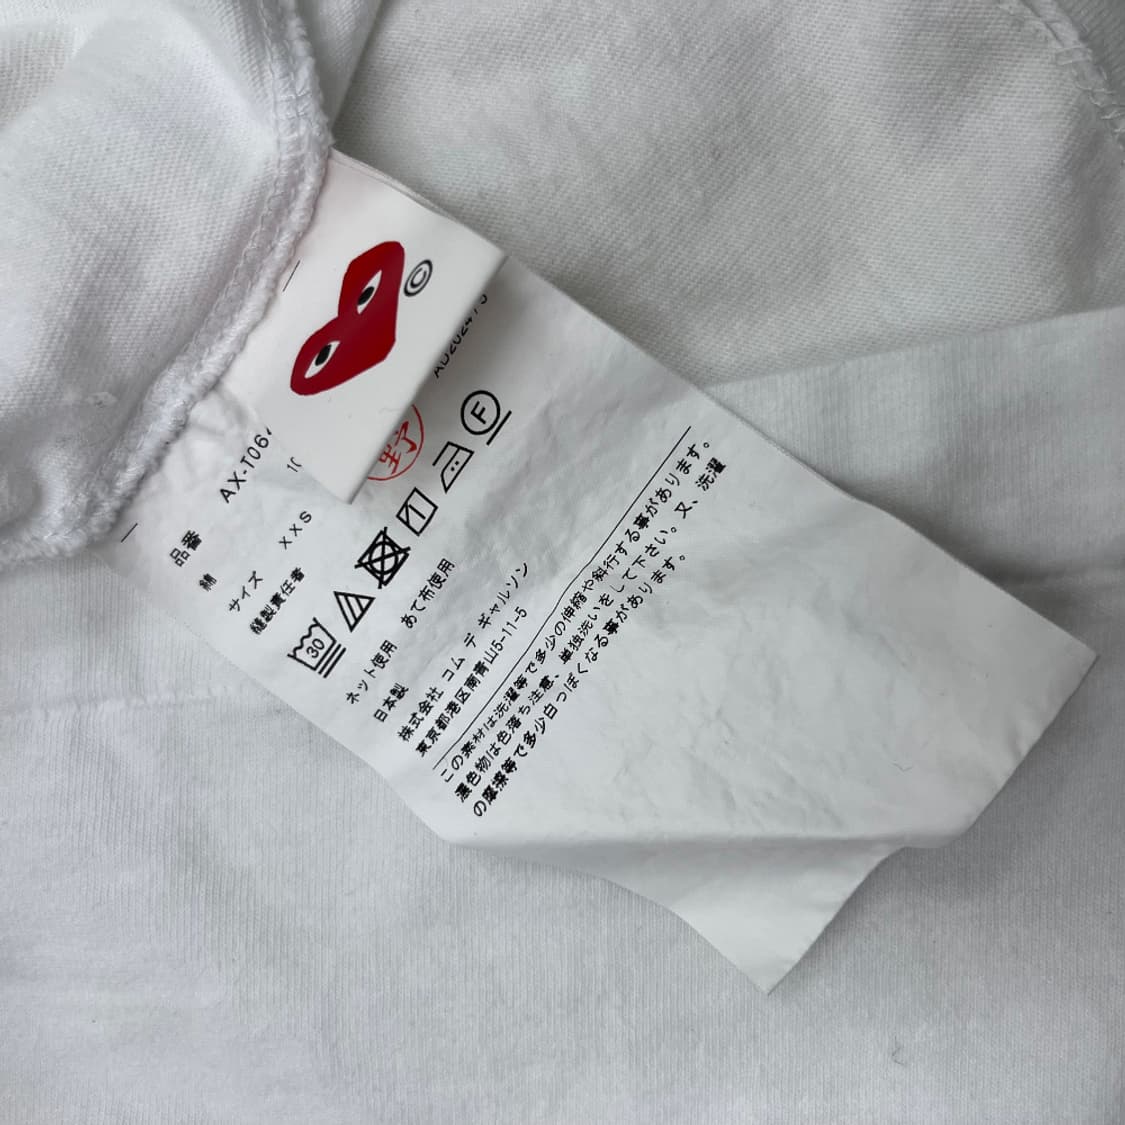 ©
品番 AX-T06
綿 10
サイズ XXS
縫製責任者 野
30
F
ネット使用 あて布使用
日本製
株式会社 コム デ ギャルソン
東京都港区南青山5-11-5
この素材は洗濯等で多少の伸縮や斜行する事があります。
濃色物は色落ち注意、単独洗いをして下さい。又、洗濯
の摩擦等で多少白っぽくなる事があります。